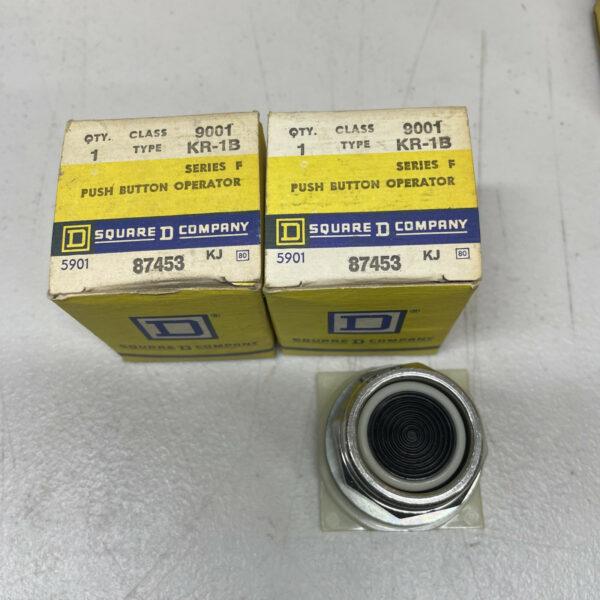 QTY. CLASS 9001
1 TYPE KR-1B
SERIES F
PUSH BUTTON OPERATOR
D SQUARE D COMPANY
5901 87453 KJ 80
D ®
SQUARE D COMPANY
QTY. CLASS 9001
1 TYPE KR-1B
SERIES F
PUSH BUTTON OPERATOR
D SQUARE D COMPANY
5901 87453 KJ 80
D ®
SQUARE D COMPANY